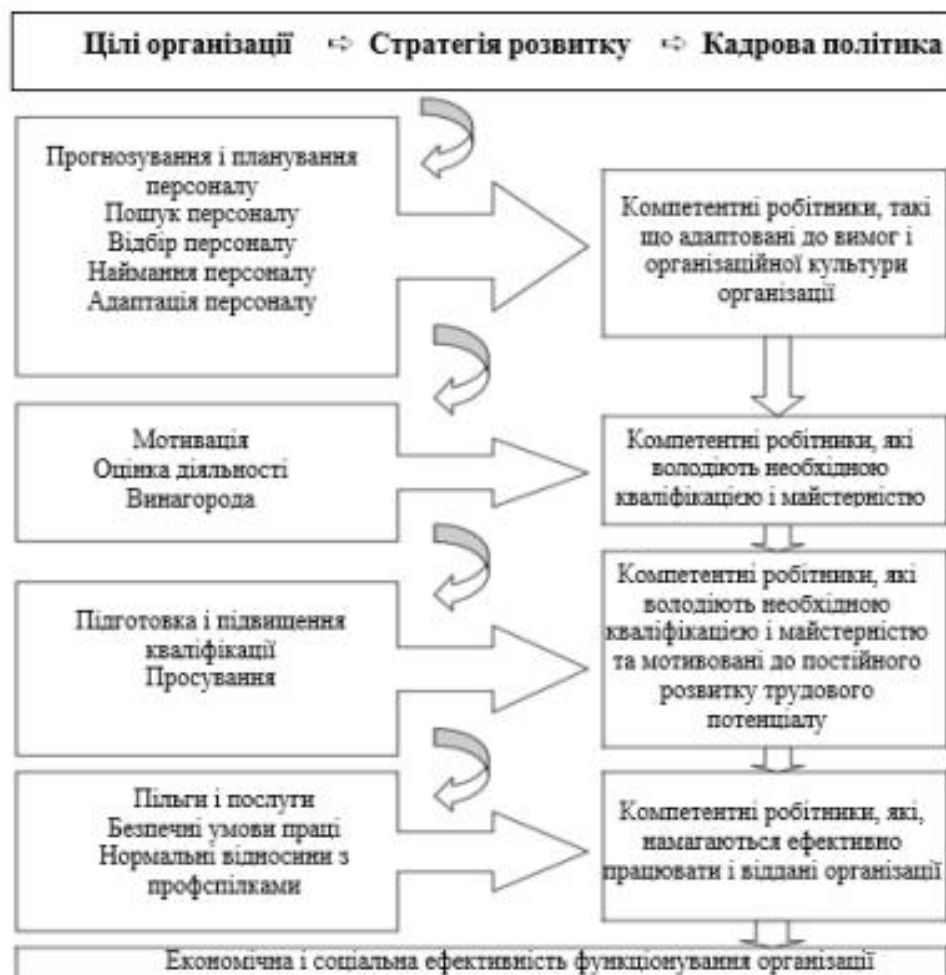 Цілі організації ⇨ Стратегія розвитку ⇨ Кадрова політика
Прогнозування і планування
персоналу
Пошук персоналу
Відбір персоналу
Наймання персоналу
Адаптація персоналу
Компетентні робітники, такі
що адаптовані до вимог і
організаційної культури
організації
Мотивація
Оцінка діяльності
Винагорода
Компетентні робітники, які
володіють необхідною
кваліфікацією і майстерністю
Підготовка і підвищення
кваліфікації
Просування
Компетентні робітники, які
володіють необхідною
кваліфікацією і майстерністю
та мотивовані до постійного
розвитку трудового
потенціалу
Пільги і послуги
Безпечні умови праці
Нормальні відносини з
профспілками
Компетентні робітники, які,
намагаються ефективно
працювати і віддані організації
Економічна і соціальна ефективність функціонування організації